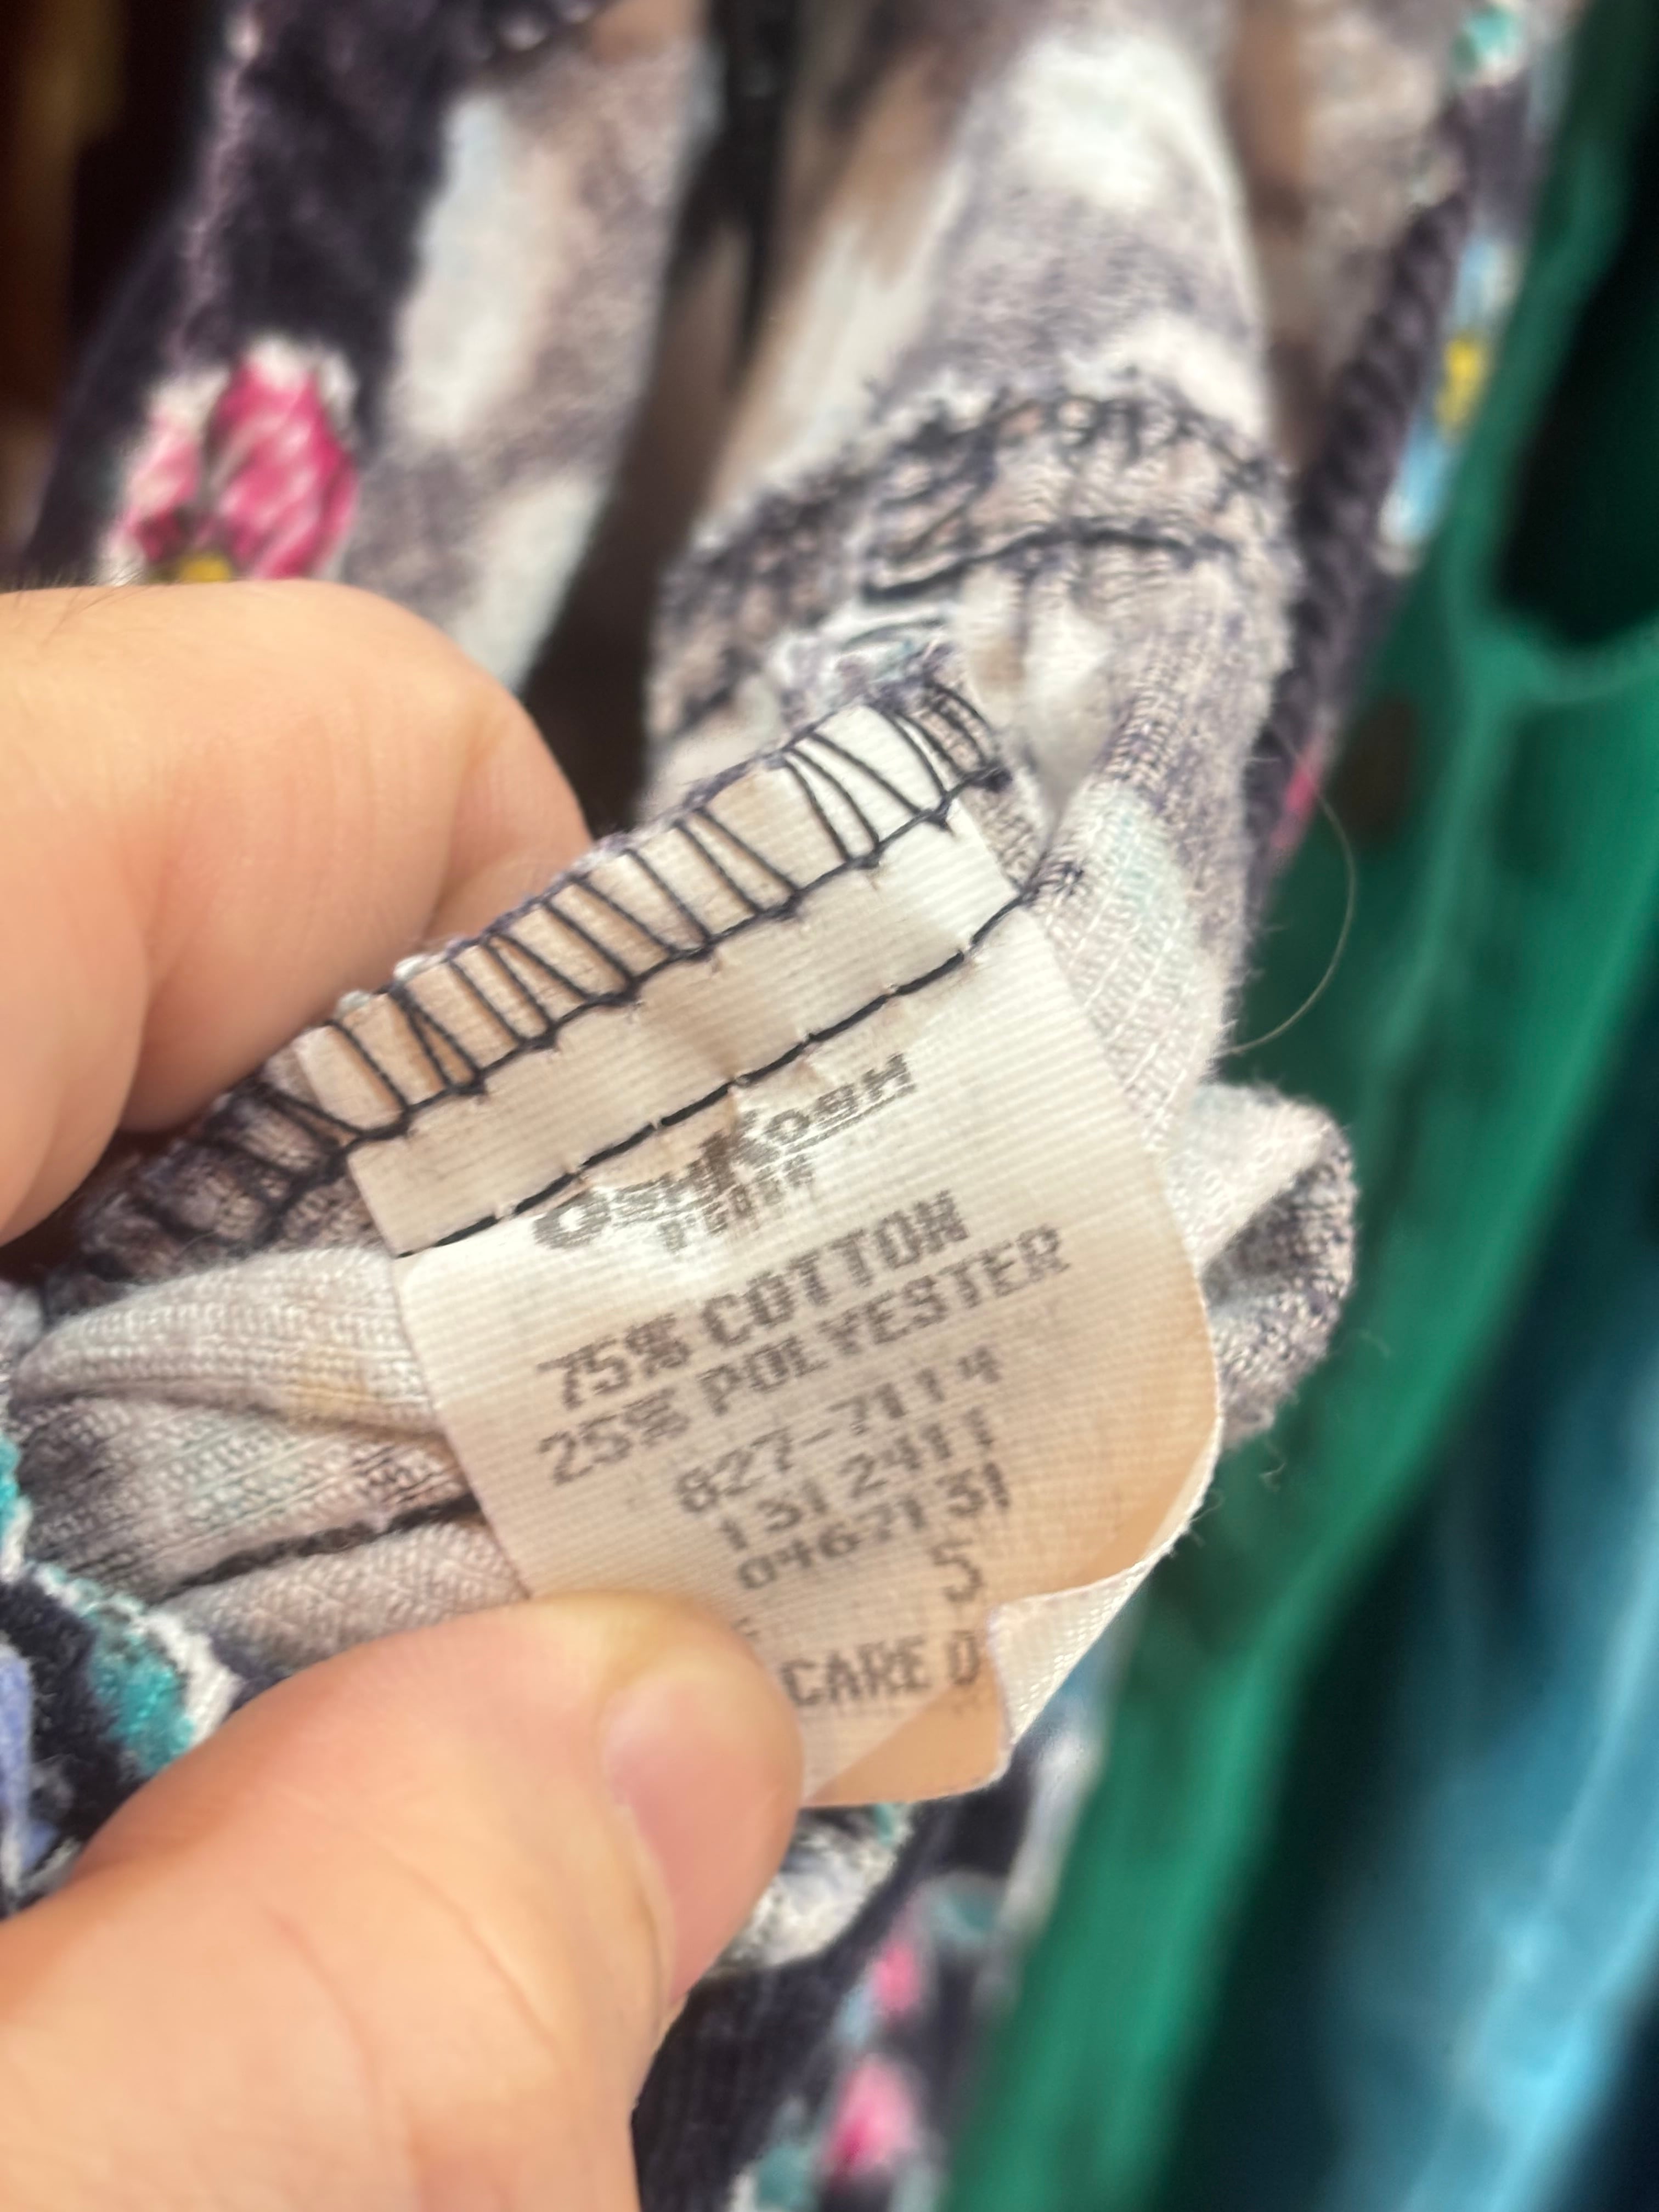 OshKosh
B'GOSH
75% COTTON
25% POLYESTER
827-7114
1312411
0467131
5
CARE O